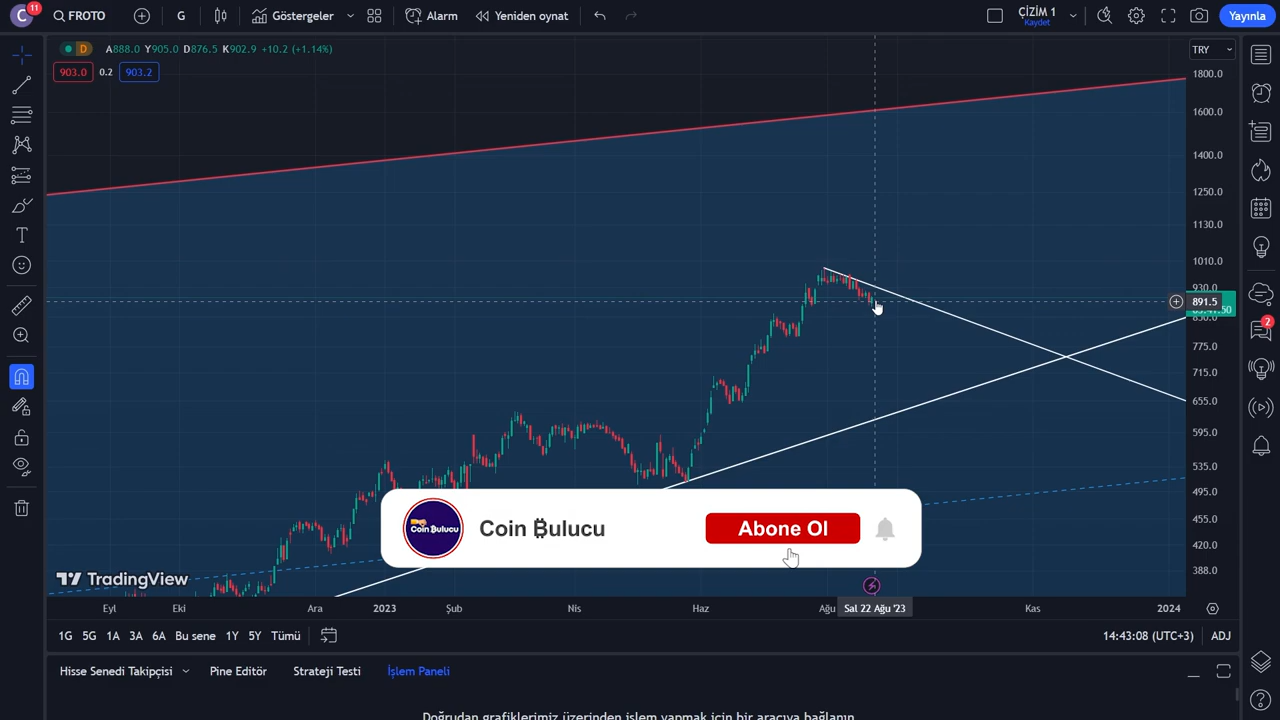 C 11 FROTO G Göstergeler Alarm Yeniden oynat ÇİZİM 1 Kaydet Yayınla
D A888.0 Y905.0 D876.5 K902.9 +10.2 (+1.14%) TRY
903.0 0.2 903.2
1800.0
1600.0
1400.0
1250.0
1130.0
1010.0
930.0
891.5
850.0
775.0
2
715.0
655.0
595.0
535.0
495.0
455.0
420.0
388.0
Coin Bulucu Coin ₿ulucu Abone Ol
TradingView
Eyl Eki Ara 2023 Şub Nis Haz Ağu Sal 22 Ağu '23 Kas 2024
1G 5G 1A 3A 6A Bu sene 1Y 5Y Tümü 14:43:08 (UTC+3) ADJ
Hisse Senedi Takipçisi Pine Editör Strateji Testi İşlem Paneli
Doğrudan grafiklerimiz üzerinden işlem yapmak için bir aracıya bağlanın